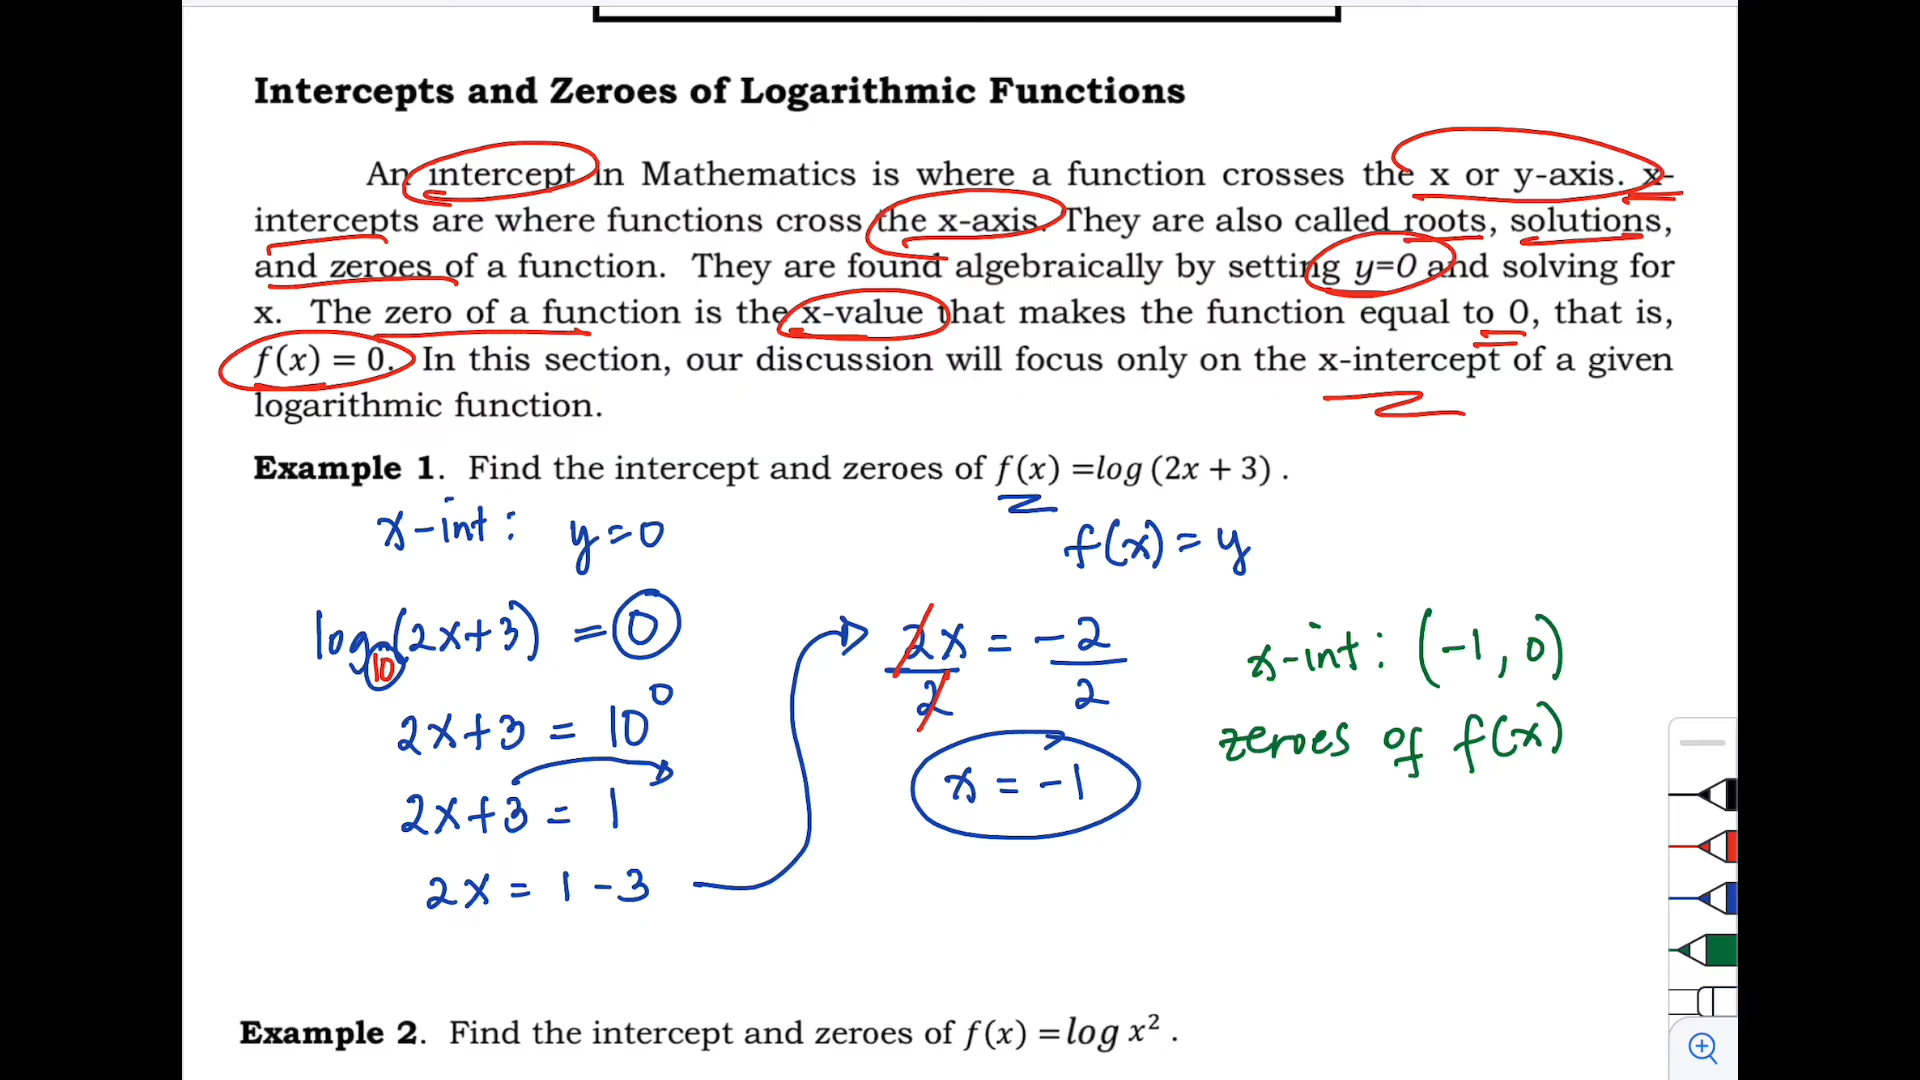 Intercepts and Zeroes of Logarithmic Functions
An intercept in Mathematics is where a function crosses the x or y-axis. x-
intercepts are where functions cross the x-axis. They are also called roots, solutions,
and zeroes of a function. They are found algebraically by setting y=0 and solving for
x. The zero of a function is the x-value that makes the function equal to 0, that is,
f(x) = 0. In this section, our discussion will focus only on the x-intercept of a given
logarithmic function.
Example 1. Find the intercept and zeroes of f(x) =log (2x + 3) .
x-int: y=0
f(x) = y
log₁₀(2x+3) = 0
2x+3 = 10⁰
2x+3 = 1
2x = 1 - 3
2x = -2
2 2
x = -1
x-int: (-1, 0)
zeroes of f(x)
Example 2. Find the intercept and zeroes of f(x) =log x² .